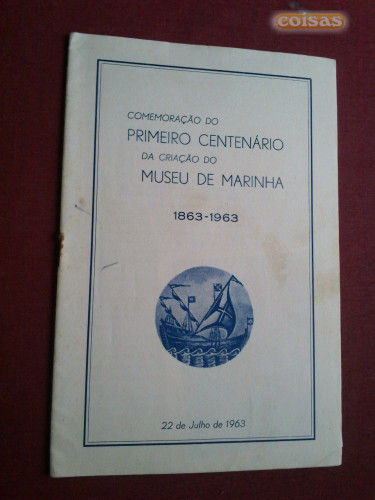 coisas
COMEMORAÇÃO DO
PRIMEIRO CENTENÁRIO
DA CRIAÇÃO DO
MUSEU DE MARINHA
1863-1963
22 de Julho de 1963